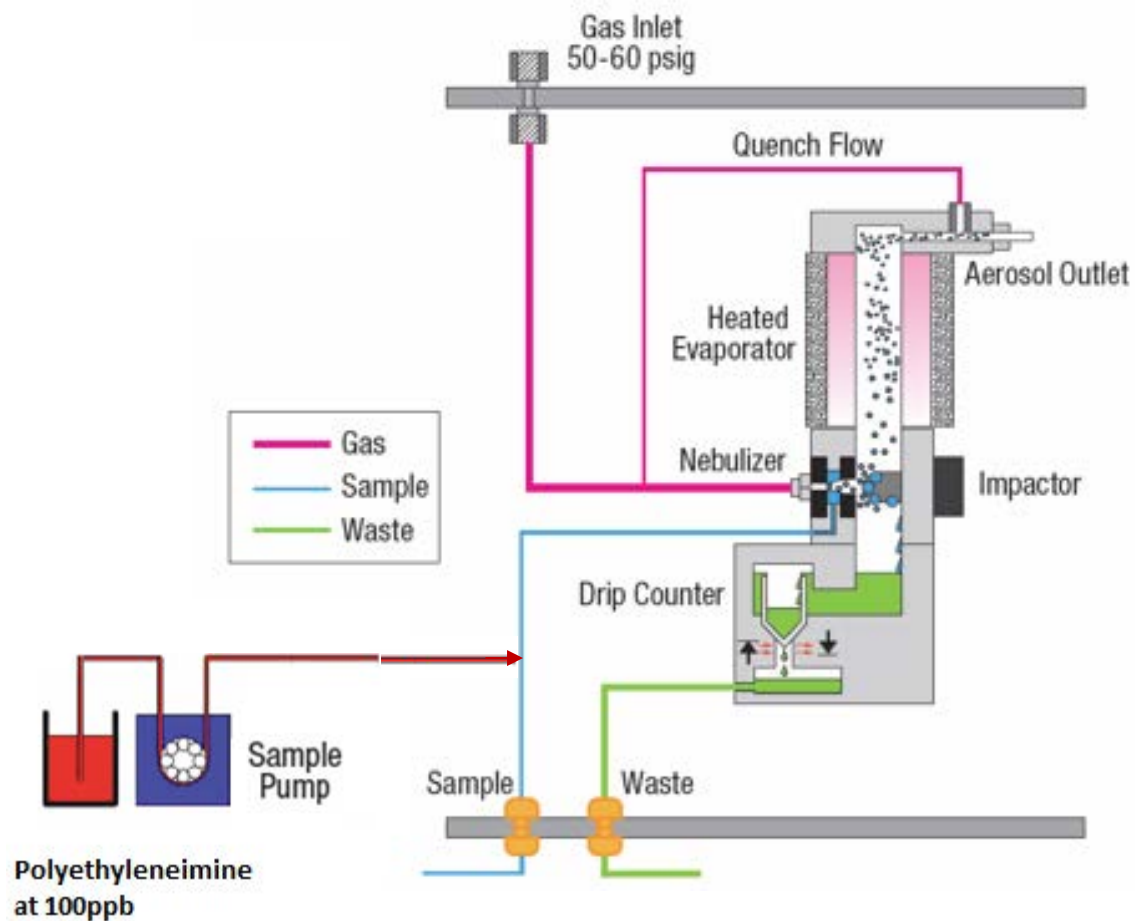 Gas Inlet
50-60 psig
Quench Flow
Aerosol Outlet
Heated
Evaporator
Gas
Sample
Waste
Nebulizer
Impactor
Drip Counter
Sample
Pump
Sample
Waste
Polyethyleneimine
at 100ppb